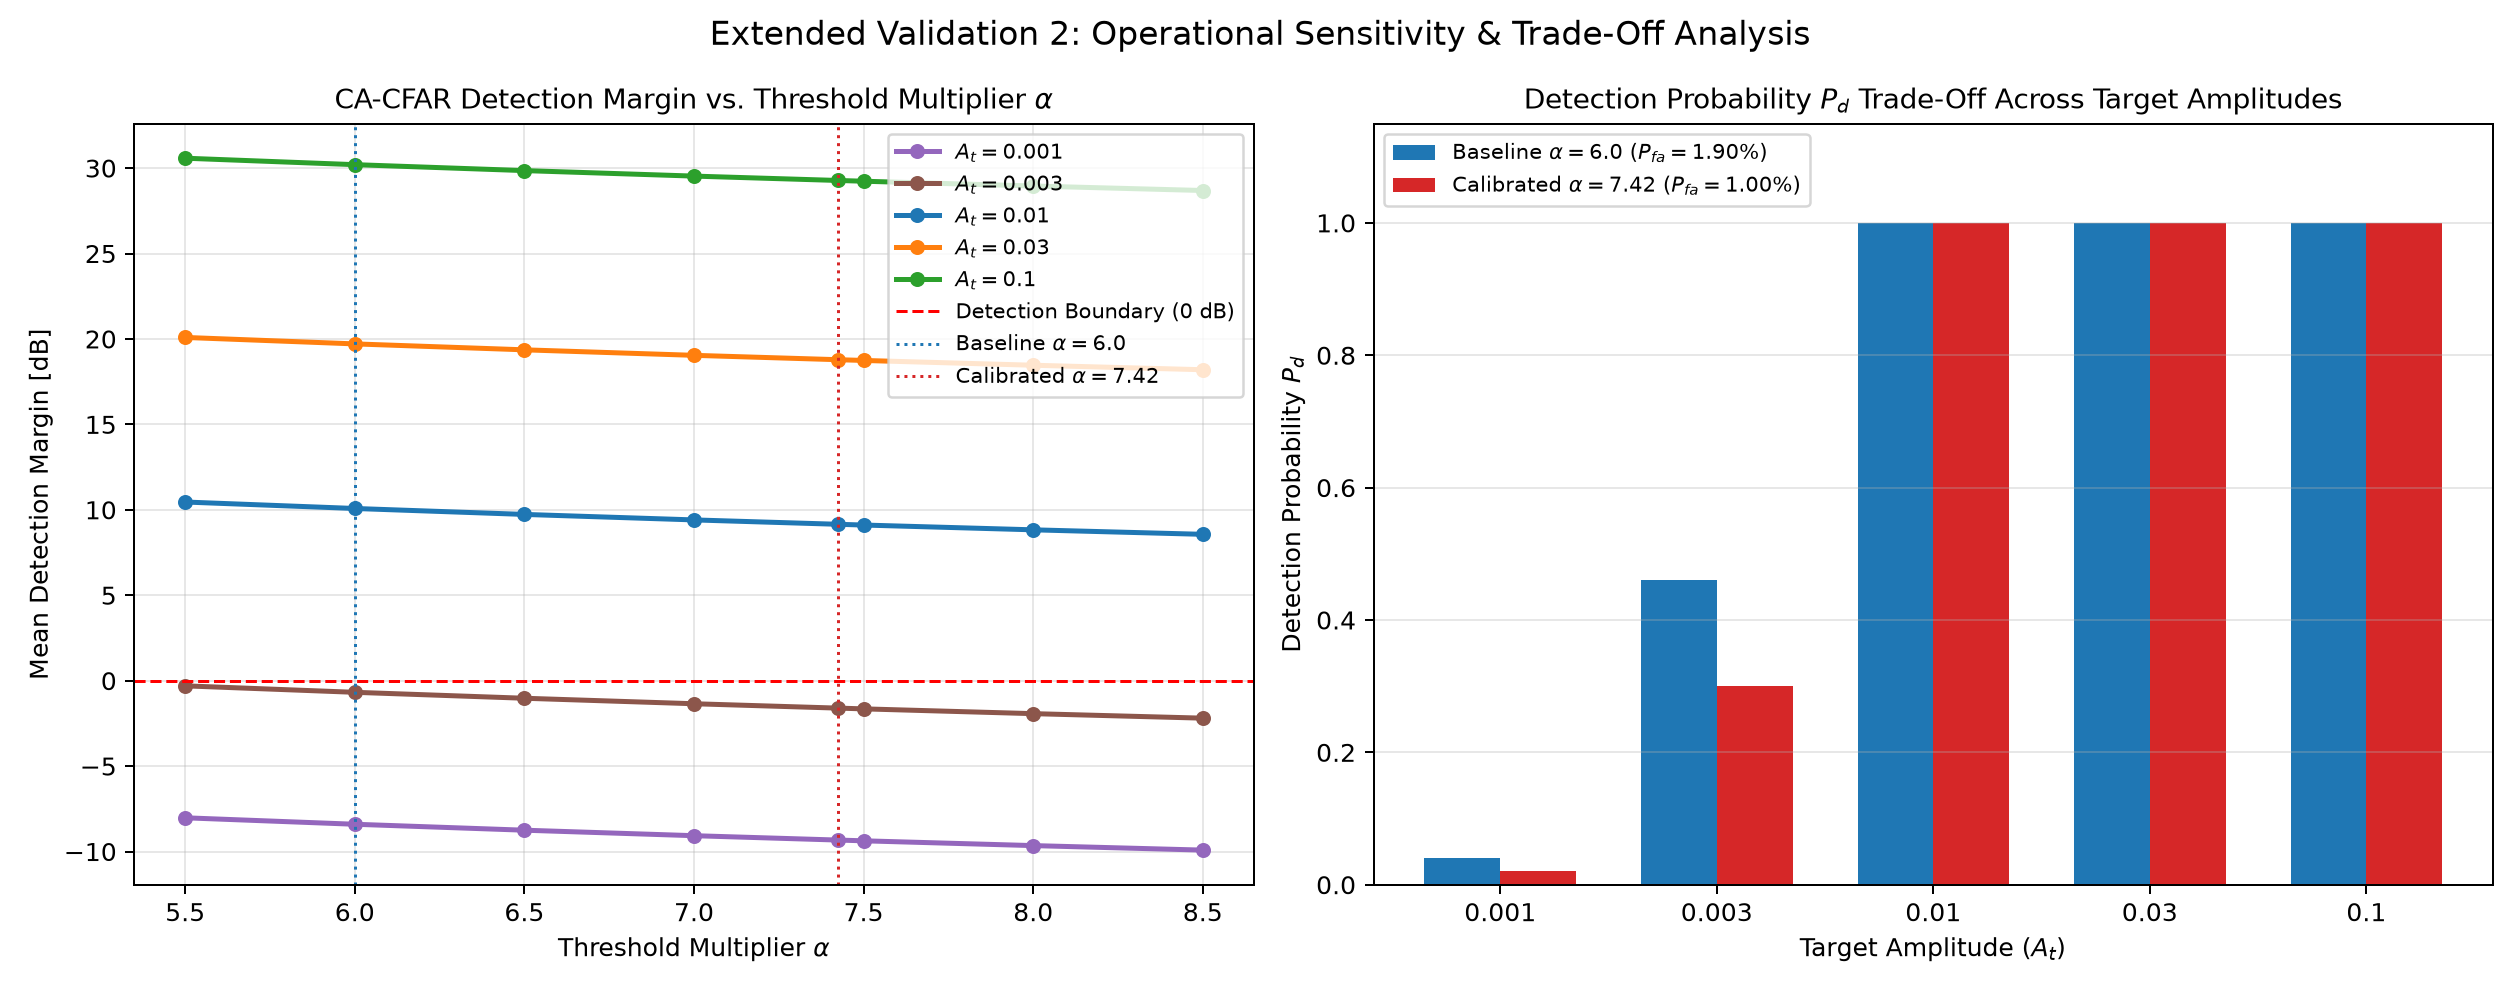 Extended Validation 2: Operational Sensitivity & Trade-Off Analysis
CA-CFAR Detection Margin vs. Threshold Multiplier α
Mean Detection Margin [dB]
30
25
20
15
10
5
0
−5
−10
A_t = 0.001
A_t = 0.003
A_t = 0.01
A_t = 0.03
A_t = 0.1
Detection Boundary (0 dB)
Baseline α = 6.0
Calibrated α = 7.42
5.5 6.0 6.5 7.0 7.5 8.0 8.5
Threshold Multiplier α
Detection Probability P_d Trade-Off Across Target Amplitudes
Detection Probability P_d
Baseline α = 6.0 (P_fa = 1.90%)
Calibrated α = 7.42 (P_fa = 1.00%)
1.0
0.8
0.6
0.4
0.2
0.0
0.001 0.003 0.01 0.03 0.1
Target Amplitude (A_t)